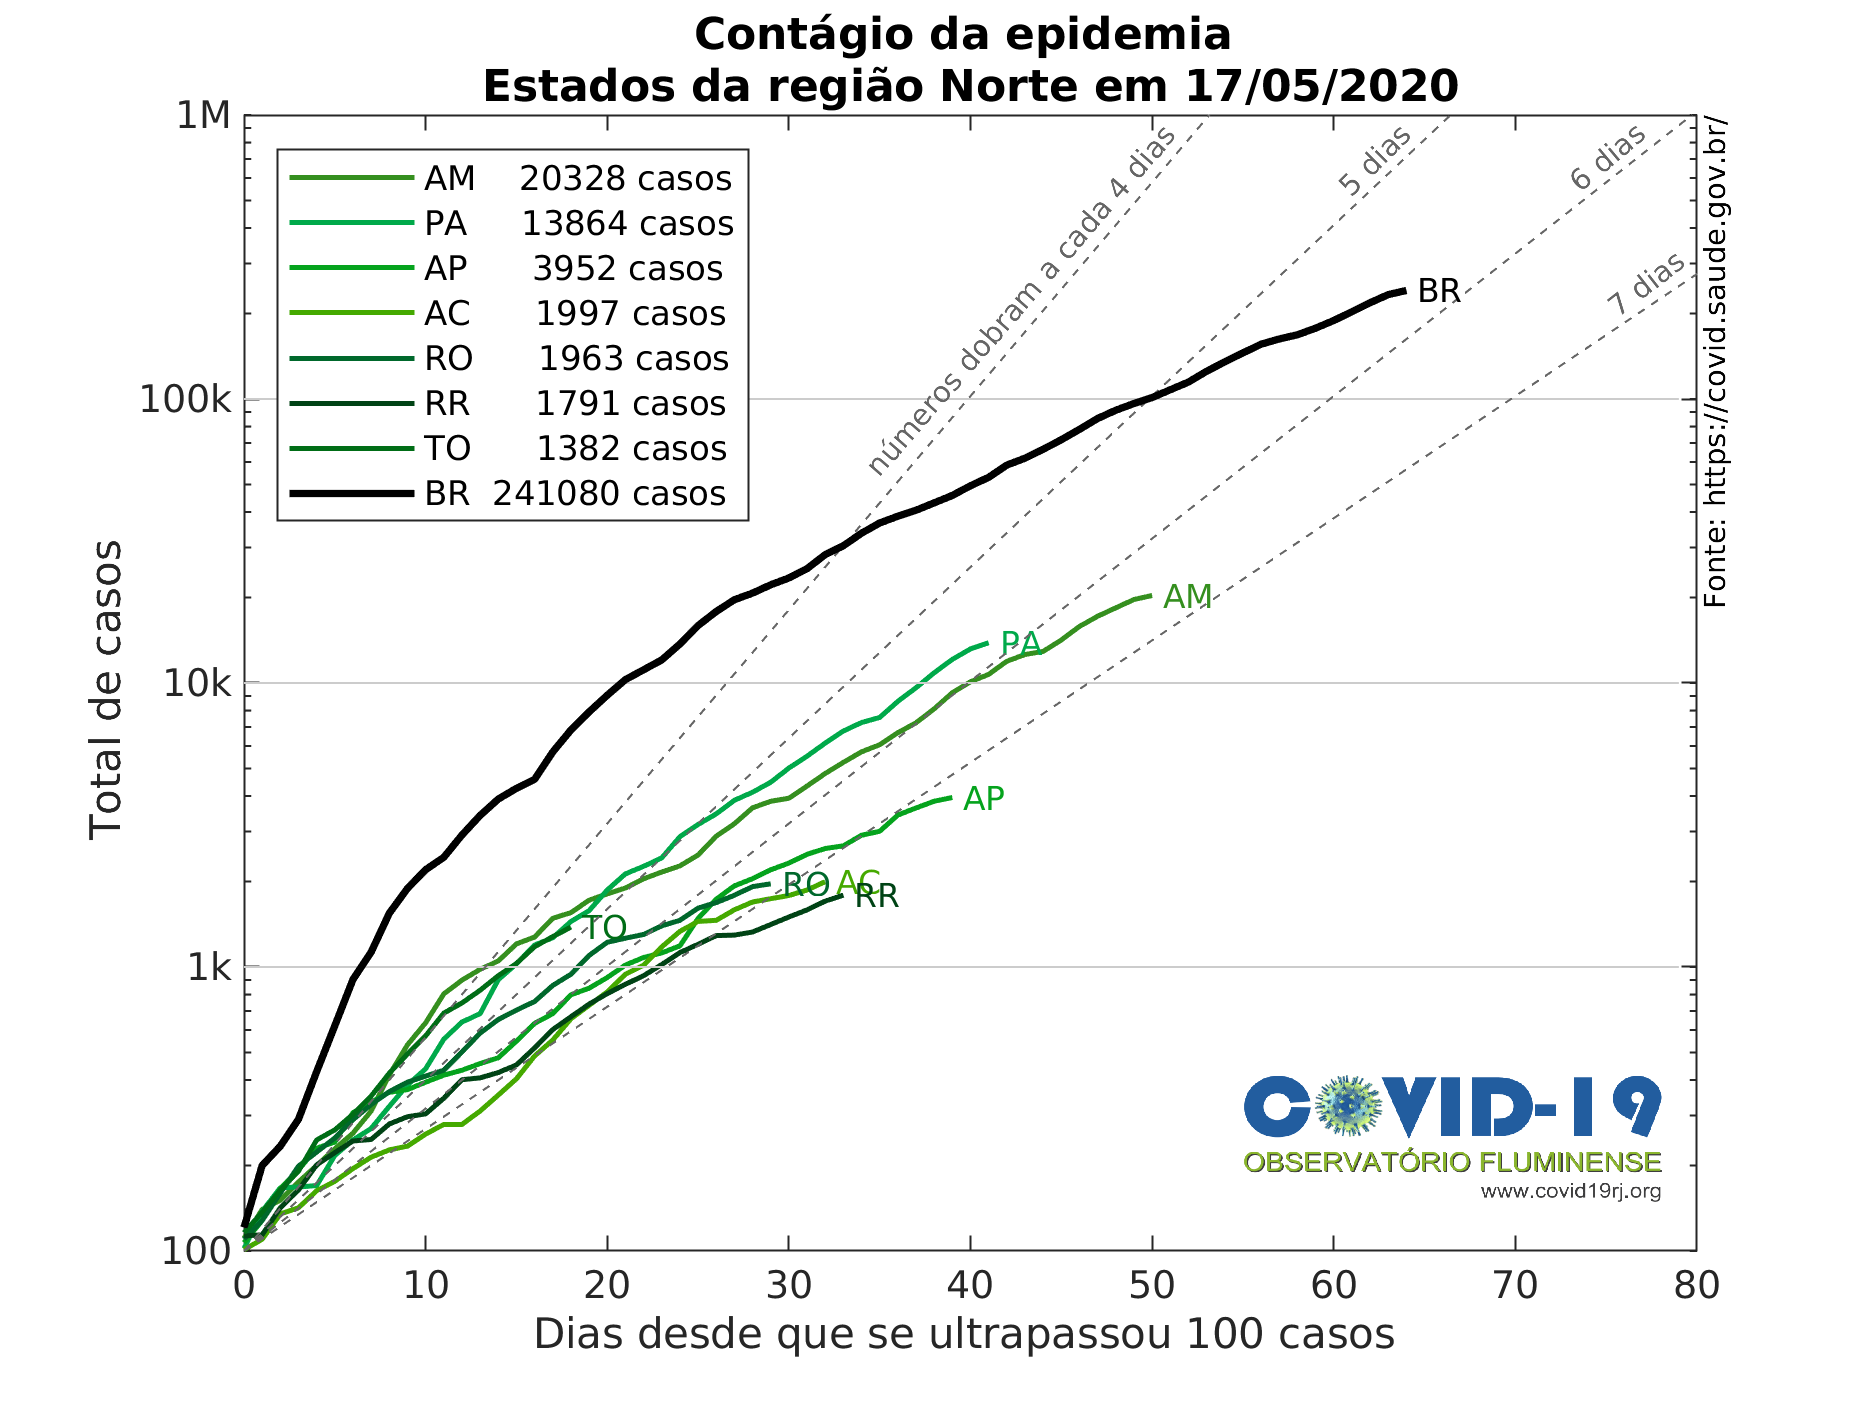 Contágio da epidemia
Estados da região Norte em 17/05/2020
Total de casos
1M
100k
10k
1k
100
AM 20328 casos
PA 13864 casos
AP 3952 casos
AC 1997 casos
RO 1963 casos
RR 1791 casos
TO 1382 casos
BR 241080 casos
números dobram a cada 4 dias
5 dias
6 dias
7 dias
BR
AM
PA
AP
RO
AC
RR
TO
Fonte: https://covid.saude.gov.br/
COVID-19
OBSERVATÓRIO FLUMINENSE
www.covid19rj.org
0 10 20 30 40 50 60 70 80
Dias desde que se ultrapassou 100 casos